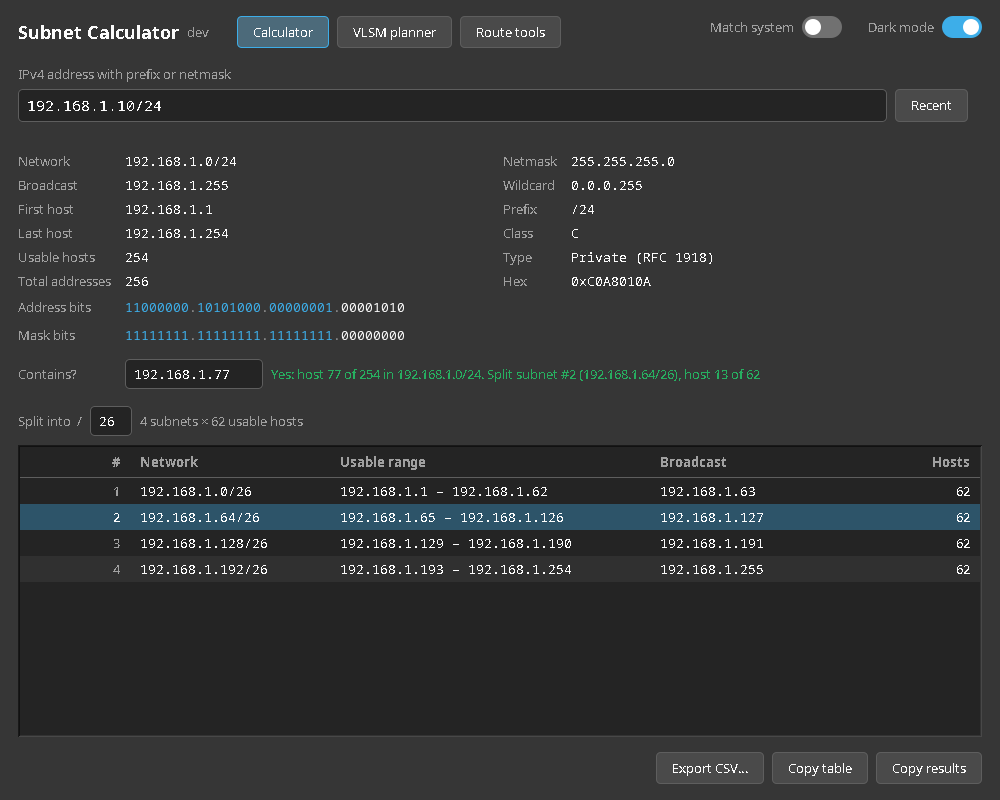 Subnet Calculator dev Calculator VLSM planner Route tools Match system Dark mode
IPv4 address with prefix or netmask
192.168.1.10/24 Recent
Network 192.168.1.0/24 Netmask 255.255.255.0
Broadcast 192.168.1.255 Wildcard 0.0.0.255
First host 192.168.1.1 Prefix /24
Last host 192.168.1.254 Class C
Usable hosts 254 Type Private (RFC 1918)
Total addresses 256 Hex 0xC0A8010A
Address bits 11000000.10101000.00000001.00001010
Mask bits 11111111.11111111.11111111.00000000
Contains? 192.168.1.77 Yes: host 77 of 254 in 192.168.1.0/24. Split subnet #2 (192.168.1.64/26), host 13 of 62
Split into / 26 4 subnets × 62 usable hosts
# Network Usable range Broadcast Hosts
1 192.168.1.0/26 192.168.1.1 – 192.168.1.62 192.168.1.63 62
2 192.168.1.64/26 192.168.1.65 – 192.168.1.126 192.168.1.127 62
3 192.168.1.128/26 192.168.1.129 – 192.168.1.190 192.168.1.191 62
4 192.168.1.192/26 192.168.1.193 – 192.168.1.254 192.168.1.255 62
Export CSV... Copy table Copy results